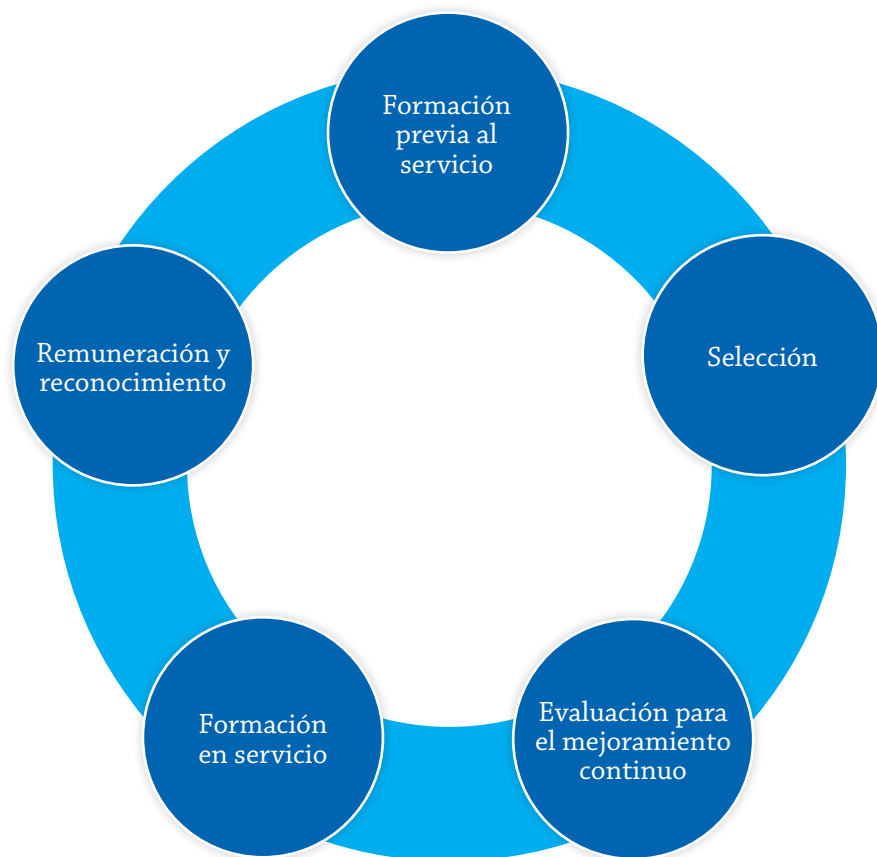 Formación
previa al
servicio
Selección
Evaluación para
el mejoramiento
continuo
Formación
en servicio
Remuneración y
reconocimiento